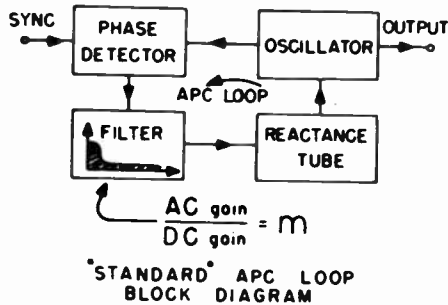 SYNC
PHASE
DETECTOR
OSCILLATOR
OUTPUT
APC LOOP
FILTER
REACTANCE
TUBE
AC gain
DC gain
= m
"STANDARD" APC LOOP
BLOCK DIAGRAM